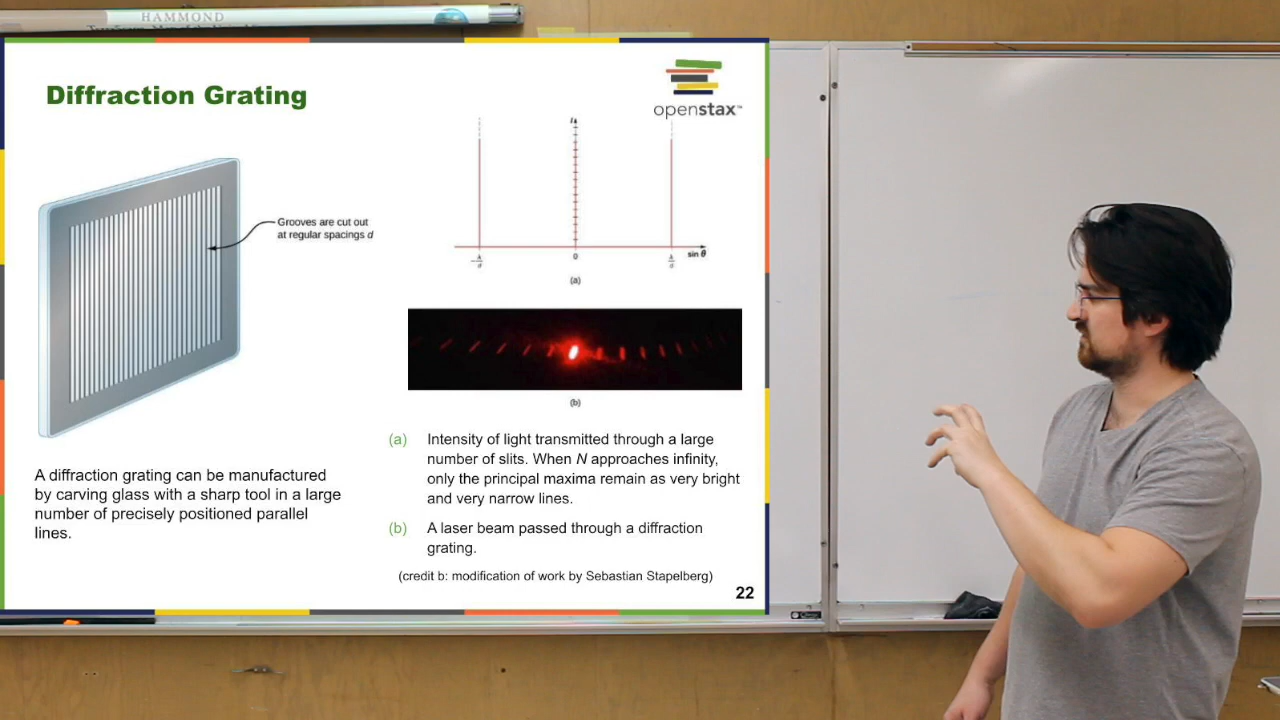 HAMMOND
Diffraction Grating
openstax™
Grooves are cut out
at regular spacings d
I
-λ/d
0
λ/d
sin θ
(a)
(b)
A diffraction grating can be manufactured
by carving glass with a sharp tool in a large
number of precisely positioned parallel
lines.
(a) Intensity of light transmitted through a large
number of slits. When N approaches infinity,
only the principal maxima remain as very bright
and very narrow lines.
(b) A laser beam passed through a diffraction
grating.
(credit b: modification of work by Sebastian Stapelberg)
22